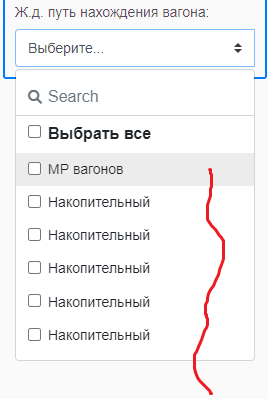 Ж.д. путь нахождения вагона:
Выберите...
Search
Выбрать все
МР вагонов
Накопительный
Накопительный
Накопительный
Накопительный
Накопительный